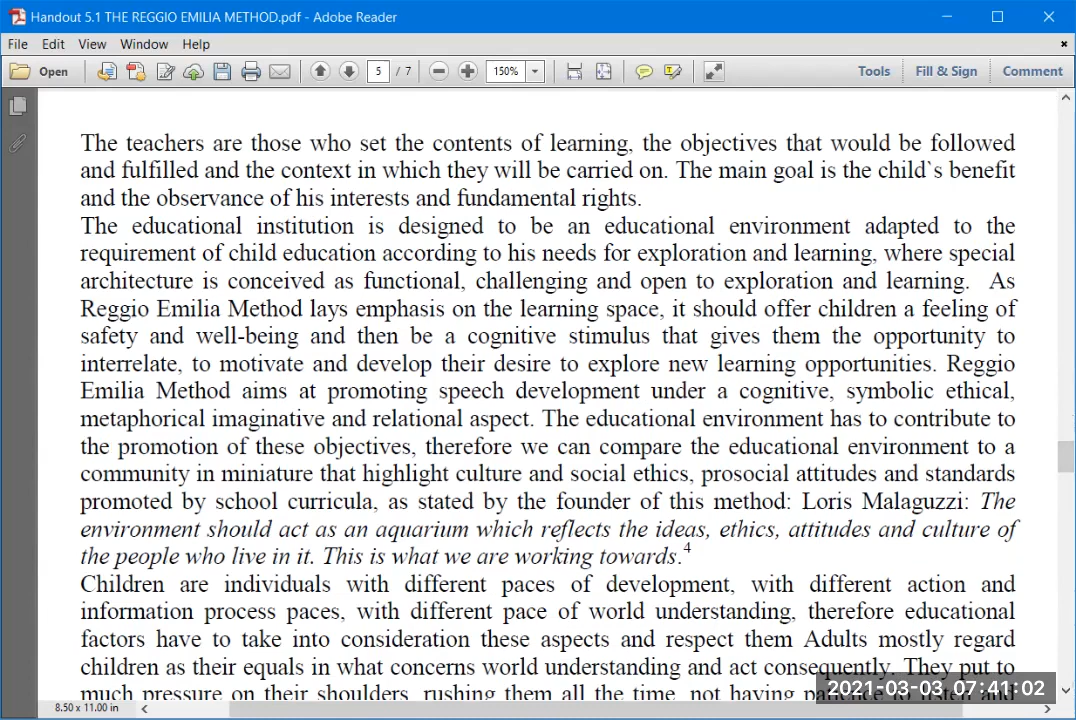 Handout 5.1 THE REGGIO EMILIA METHOD.pdf - Adobe Reader
File Edit View Window Help
Open 5 / 7 150% Tools Fill & Sign Comment
The teachers are those who set the contents of learning, the objectives that would be followed
and fulfilled and the context in which they will be carried on. The main goal is the child`s benefit
and the observance of his interests and fundamental rights.
The educational institution is designed to be an educational environment adapted to the
requirement of child education according to his needs for exploration and learning, where special
architecture is conceived as functional, challenging and open to exploration and learning. As
Reggio Emilia Method lays emphasis on the learning space, it should offer children a feeling of
safety and well-being and then be a cognitive stimulus that gives them the opportunity to
interrelate, to motivate and develop their desire to explore new learning opportunities. Reggio
Emilia Method aims at promoting speech development under a cognitive, symbolic ethical,
metaphorical imaginative and relational aspect. The educational environment has to contribute to
the promotion of these objectives, therefore we can compare the educational environment to a
community in miniature that highlight culture and social ethics, prosocial attitudes and standards
promoted by school curricula, as stated by the founder of this method: Loris Malaguzzi: The
environment should act as an aquarium which reflects the ideas, ethics, attitudes and culture of
the people who live in it. This is what we are working towards.4
Children are individuals with different paces of development, with different action and
information process paces, with different pace of world understanding, therefore educational
factors have to take into consideration these aspects and respect them Adults mostly regard
children as their equals in what concerns world understanding and act consequently. They put to
much pressure on their shoulders, rushing them all the time, not having patience to listen and
2021-03-03 07:41:02
8.50 x 11.00 in